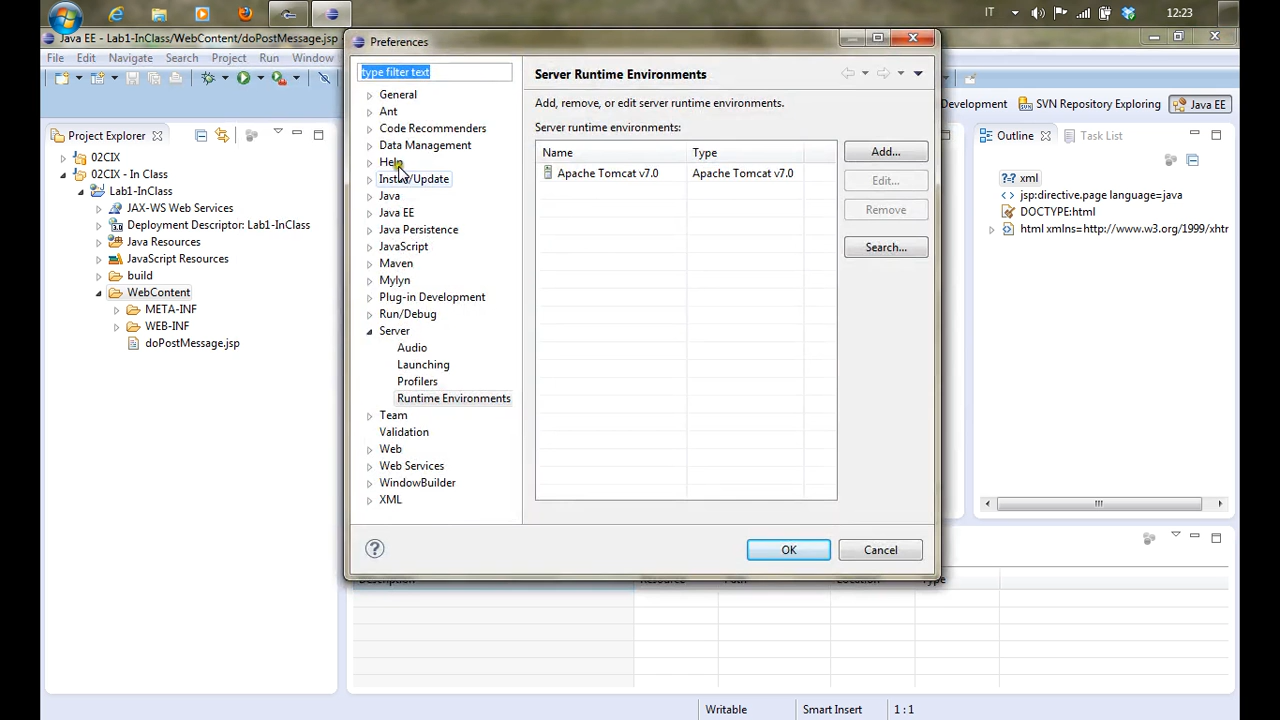 IT
12:23
Java EE - Lab1-InClass/WebContent/doPostMessage.jsp
File Edit Navigate Search Project Run Window
Preferences
type filter text
General
Ant
Code Recommenders
Data Management
Help
Install/Update
Java
Java EE
Java Persistence
JavaScript
Maven
Mylyn
Plug-in Development
Run/Debug
Server
Audio
Launching
Profilers
Runtime Environments
Team
Validation
Web
Web Services
WindowBuilder
XML
Server Runtime Environments
Add, remove, or edit server runtime environments.
Server runtime environments:
Name Type
Apache Tomcat v7.0 Apache Tomcat v7.0
Add...
Edit...
Remove
Search...
OK
Cancel
Project Explorer
02CIX
02CIX - In Class
Lab1-InClass
JAX-WS Web Services
Deployment Descriptor: Lab1-InClass
Java Resources
JavaScript Resources
build
WebContent
META-INF
WEB-INF
doPostMessage.jsp
Development SVN Repository Exploring Java EE
Outline Task List
xml
jsp:directive.page language=java
DOCTYPE:html
html xmlns=http://www.w3.org/1999/xhtr
Description Resource Path Location Type
Writable Smart Insert 1 : 1